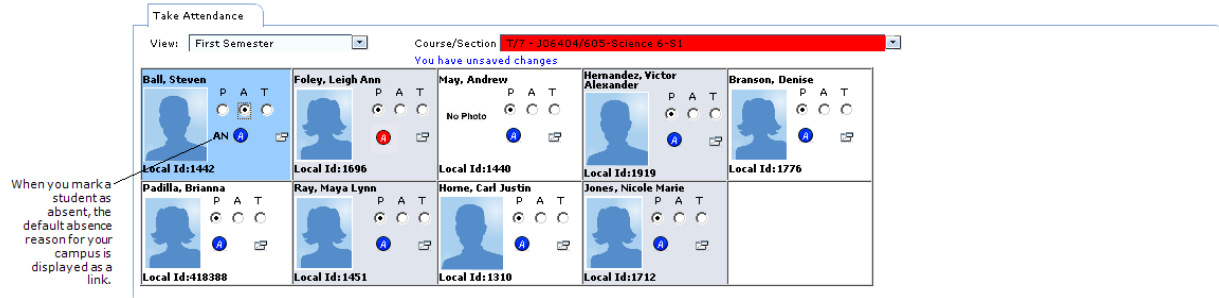 Take Attendance
View: First Semester Course/Section T/7 - J06404/605-Science 6-S1
You have unsaved changes
Ball, Steven
P A T
AN A
Local Id:1442
Foley, Leigh Ann
P A T
A
Local Id:1696
May, Andrew
P A T
No Photo
A
Local Id:1440
Hernandez, Victor
Alexander
P A T
A
Local Id:1919
Branson, Denise
P A T
A
Local Id:1776
When you mark a
student as
absent, the
default absence
reason for your
campus is
displayed as a
link.
Padilla, Brianna
P A T
A
Local Id:418388
Ray, Maya Lynn
P A T
A
Local Id:1451
Horne, Carl Justin
P A T
A
Local Id:1310
Jones, Nicole Marie
P A T
A
Local Id:1712